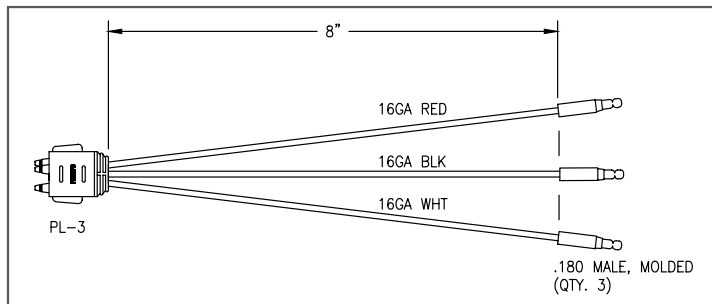 8”
16GA RED
16GA BLK
16GA WHT
PL-3
.180 MALE, MOLDED
(QTY. 3)